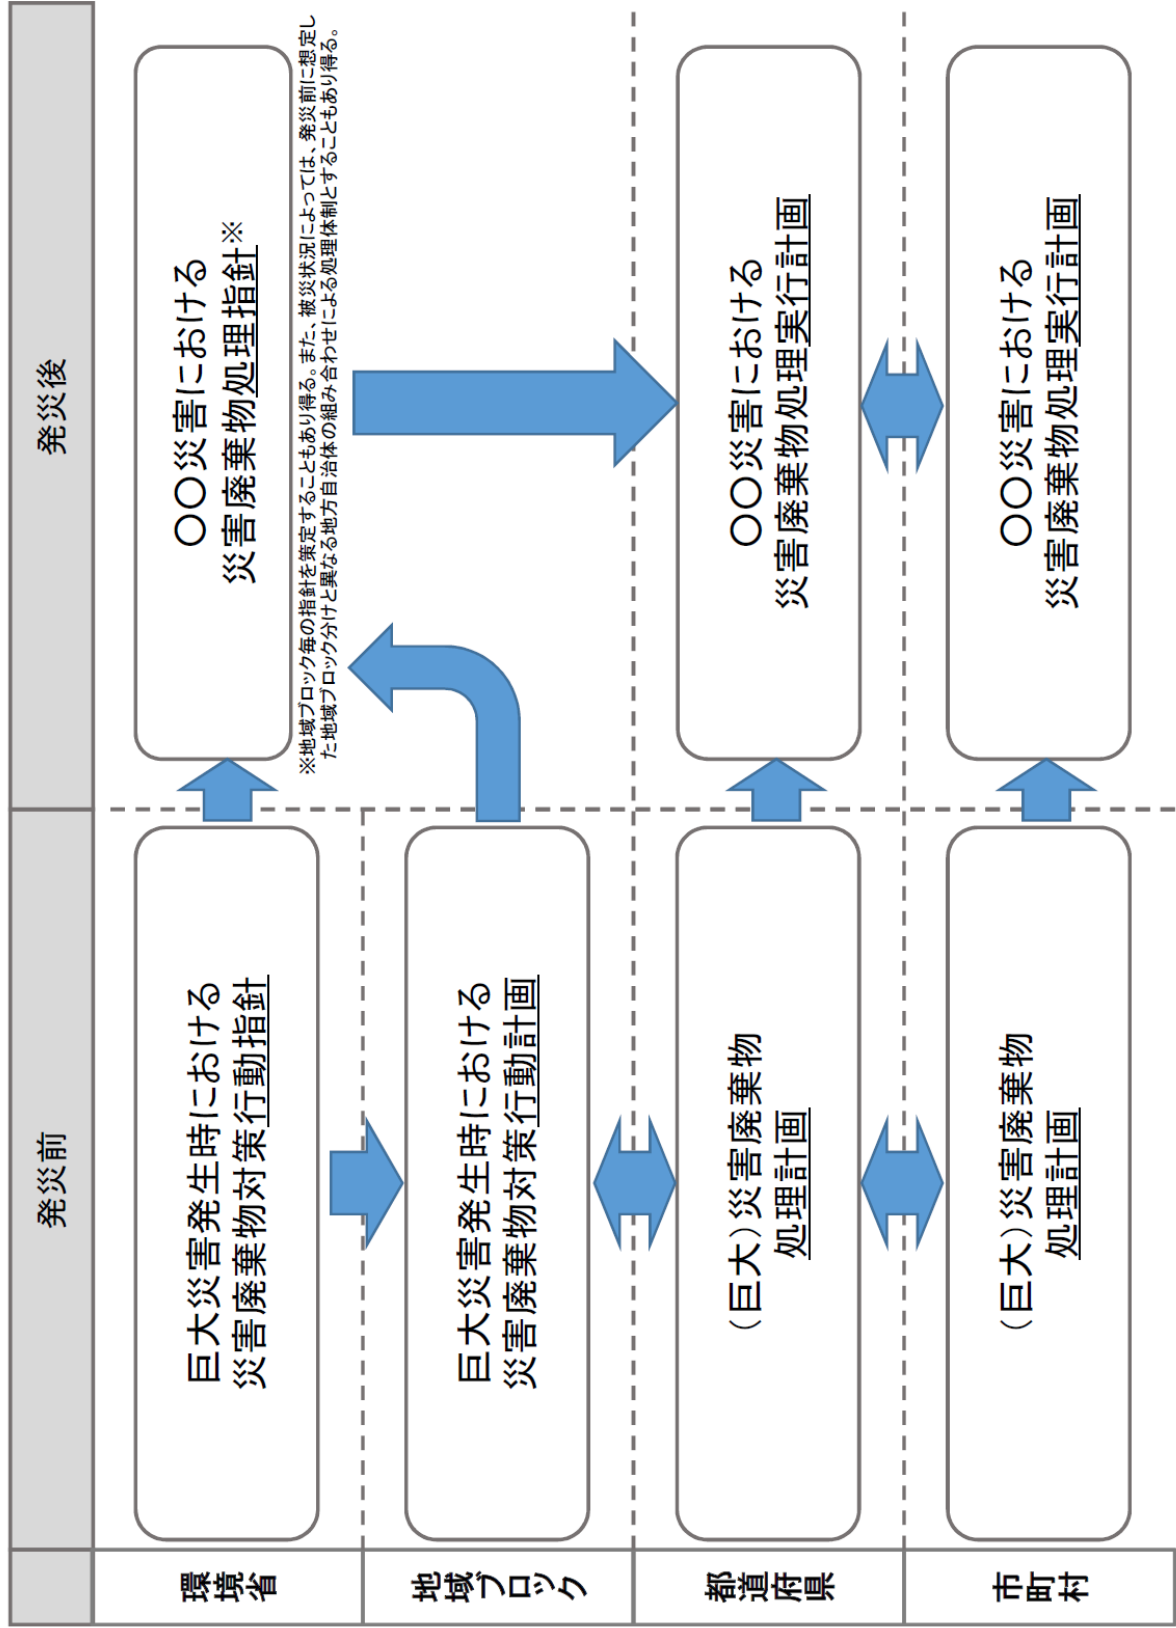 発災前
発災後
環境省
巨大災害発生時における
災害廃棄物対策行動指針
〇〇災害における
災害廃棄物処理指針※
※地域ブロック毎の指針を策定することもあり得る。また、被災状況によっては、発災前に想定し
た地域ブロック分けと異なる地方自治体の組み合わせによる処理体制とすることもあり得る。
地域ブロック
巨大災害発生時における
災害廃棄物対策行動計画
都道府県
（巨大）災害廃棄物
処理計画
〇〇災害における
災害廃棄物処理実行計画
市町村
（巨大）災害廃棄物
処理計画
〇〇災害における
災害廃棄物処理実行計画